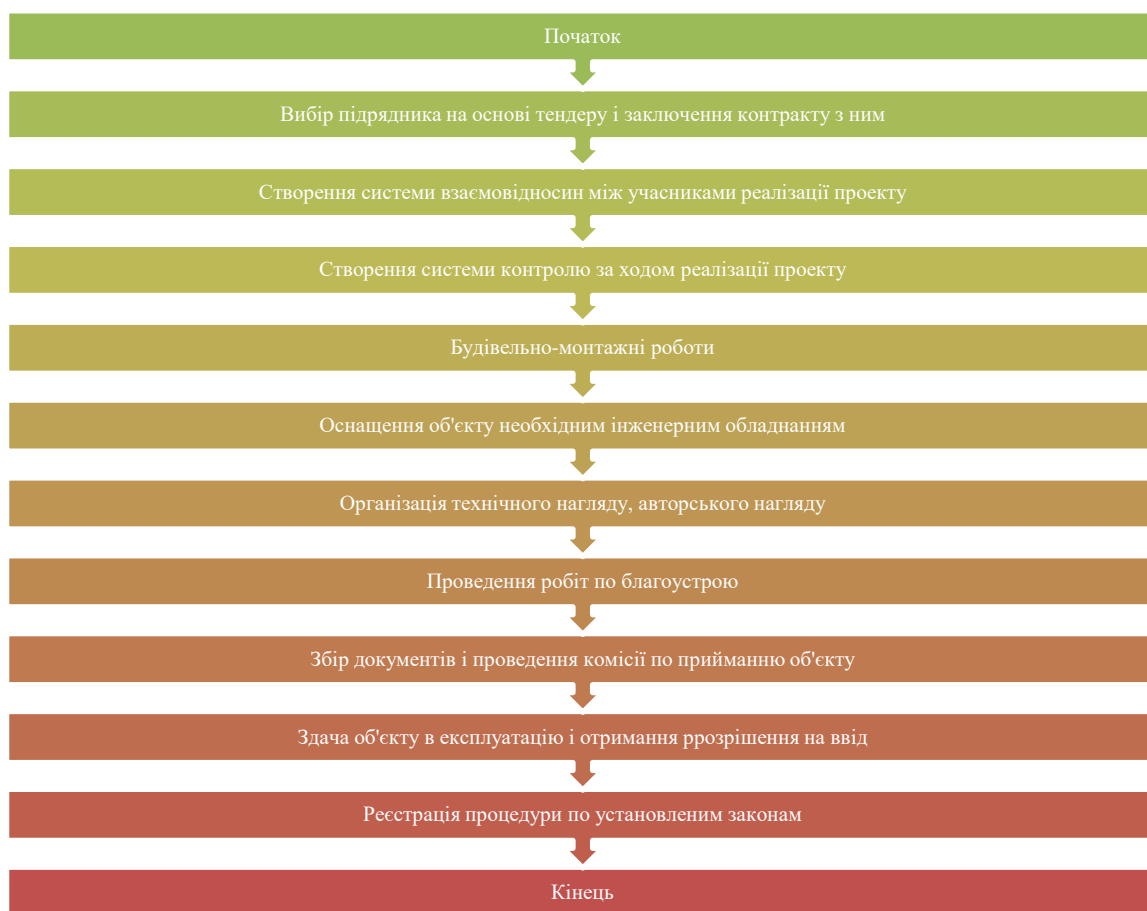 Початок
Вибір підрядника на основі тендеру і заключення контракту з ним
Створення системи взаємовідносин між учасниками реалізації проекту
Створення системи контролю за ходом реалізації проекту
Будівельно-монтажні роботи
Оснащення об'єкту необхідним інженерним обладнанням
Організація технічного нагляду, авторського нагляду
Проведення робіт по благоустрою
Збір документів і проведення комісії по прийманню об'єкту
Здача об'єкту в експлуатацію і отримання ррозрішення на ввід
Реєстрація процедури по установленим законам
Кінець